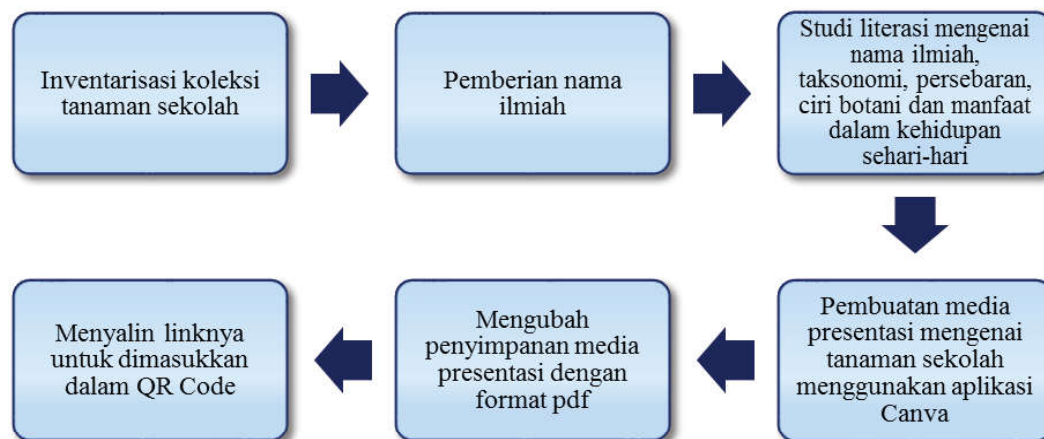 Inventarisasi koleksi
tanaman sekolah
Pemberian nama
ilmiah
Studi literasi mengenai
nama ilmiah,
taksonomi, persebaran,
ciri botani dan manfaat
dalam kehidupan
sehari-hari
Pembuatan media
presentasi mengenai
tanaman sekolah
menggunakan aplikasi
Canva
Mengubah
penyimpanan media
presentasi dengan
format pdf
Menyalin linknya
untuk dimasukkan
dalam QR Code